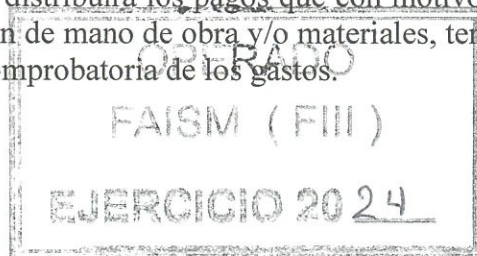 distribuirá los pagos que con motivo
n de mano de obra y/o materiales, ter
omprobatoria de los gastos.
OPERADO
FAISM ( FIII )
EJERCICIO 2024